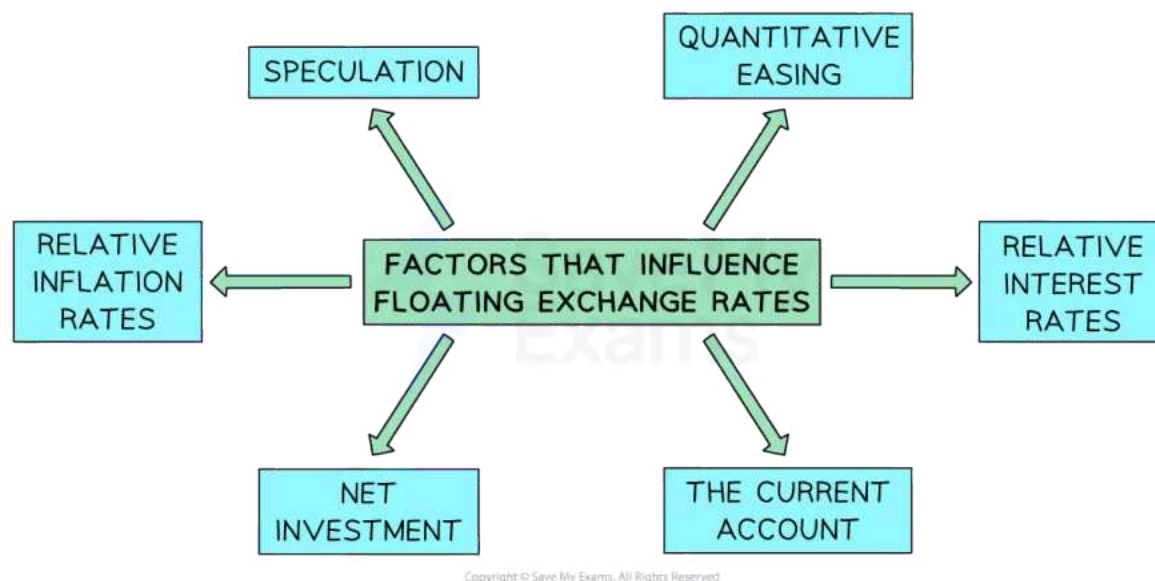 SPECULATION
QUANTITATIVE
EASING
RELATIVE
INFLATION
RATES
FACTORS THAT INFLUENCE
FLOATING EXCHANGE RATES
RELATIVE
INTEREST
RATES
Exams
NET
INVESTMENT
THE CURRENT
ACCOUNT
Copyright © Save My Exams. All Rights Reserved